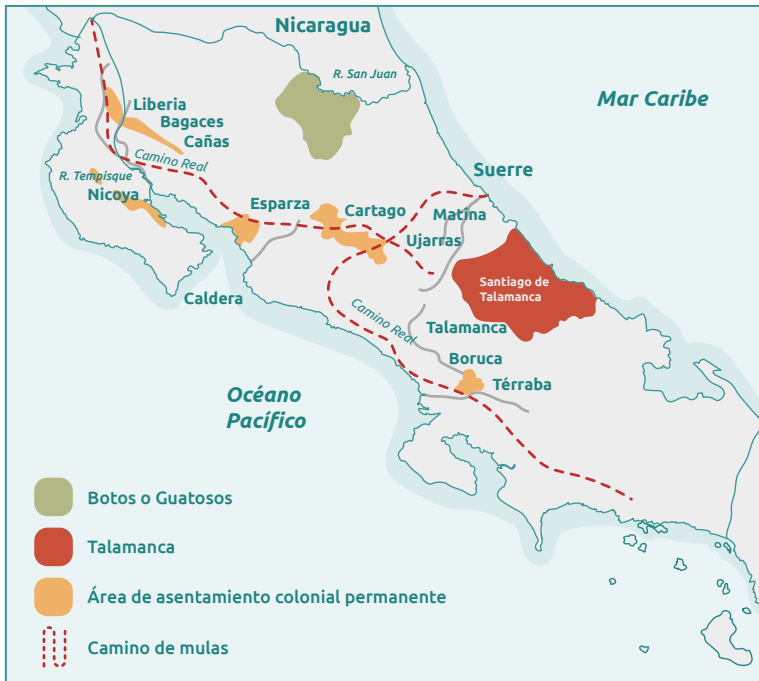 Nicaragua
R. San Juan
Mar Caribe
Liberia
Bagaces
Cañas
Camino Real
R. Tempisque
Nicoya
Suerre
Esparza
Cartago
Matina
Ujarras
Santiago de
Talamanca
Caldera
Camino Real
Talamanca
Boruca
Térraba
Océano
Pacífico
Botos o Guatosos
Talamanca
Área de asentamiento colonial permanente
Camino de mulas